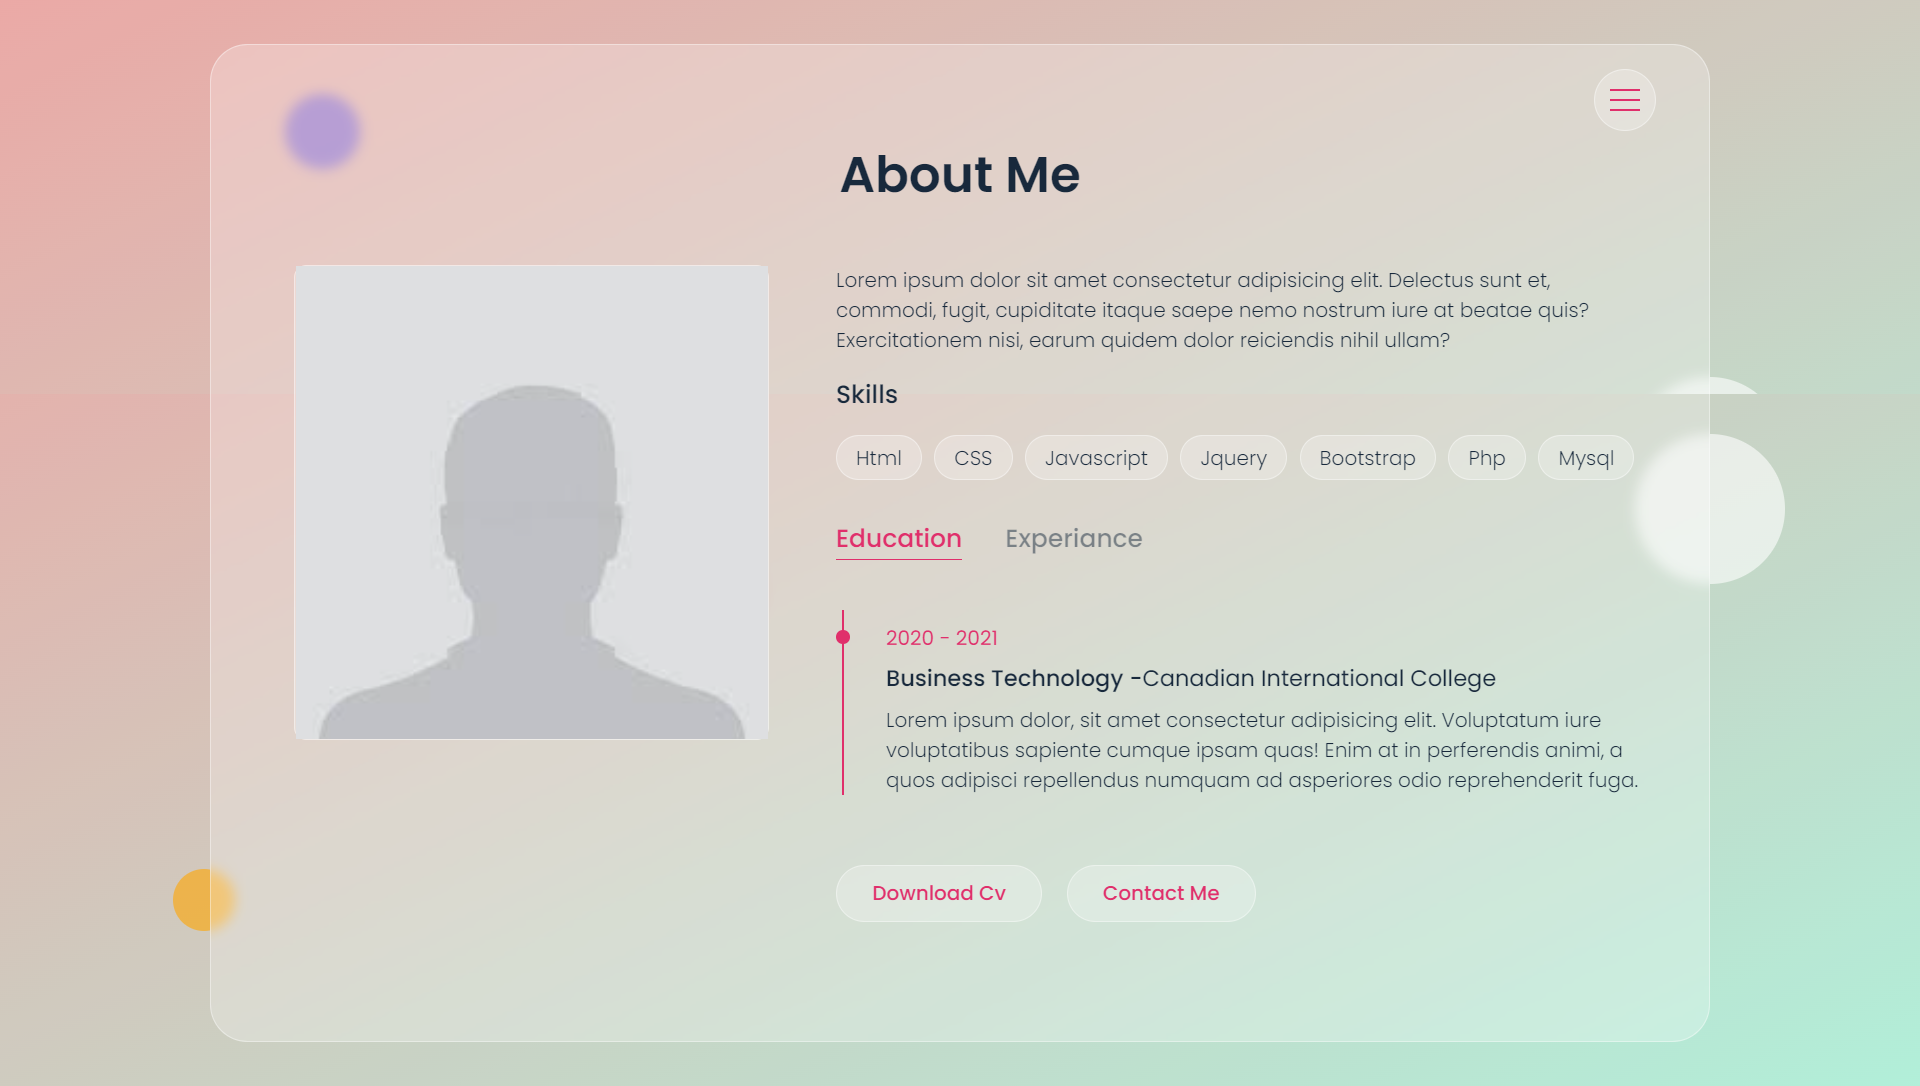 About Me
Lorem ipsum dolor sit amet consectetur adipisicing elit. Delectus sunt et,
commodi, fugit, cupiditate itaque saepe nemo nostrum iure at beatae quis?
Exercitationem nisi, earum quidem dolor reiciendis nihil ullam?
Skills
Html CSS Javascript Jquery Bootstrap Php Mysql
Education Experiance
2020 - 2021
Business Technology -Canadian International College
Lorem ipsum dolor, sit amet consectetur adipisicing elit. Voluptatum iure
voluptatibus sapiente cumque ipsam quas! Enim at in perferendis animi, a
quos adipisci repellendus numquam ad asperiores odio reprehenderit fuga.
Download Cv Contact Me